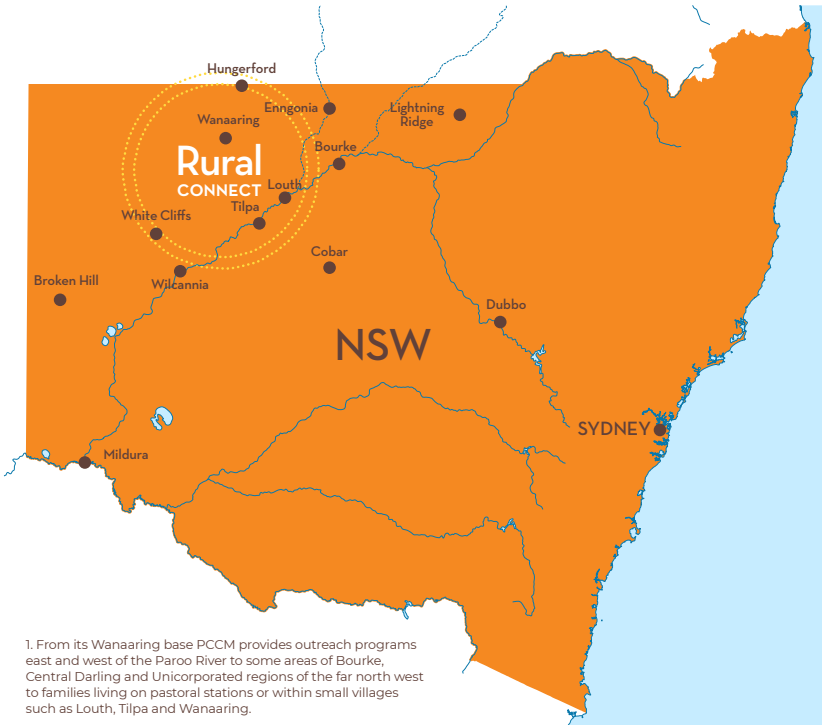 Hungerford
Enngonia
Lightning
Ridge
Wanaaring
Bourke
Rural
CONNECT
Louth
Tilpa
White Cliffs
Cobar
Broken Hill
Wilcannia
Dubbo
NSW
SYDNEY
Mildura
1. From its Wanaaring base PCCM provides outreach programs
east and west of the Paroo River to some areas of Bourke,
Central Darling and Unicorporated regions of the far north west
to families living on pastoral stations or within small villages
such as Louth, Tilpa and Wanaaring.